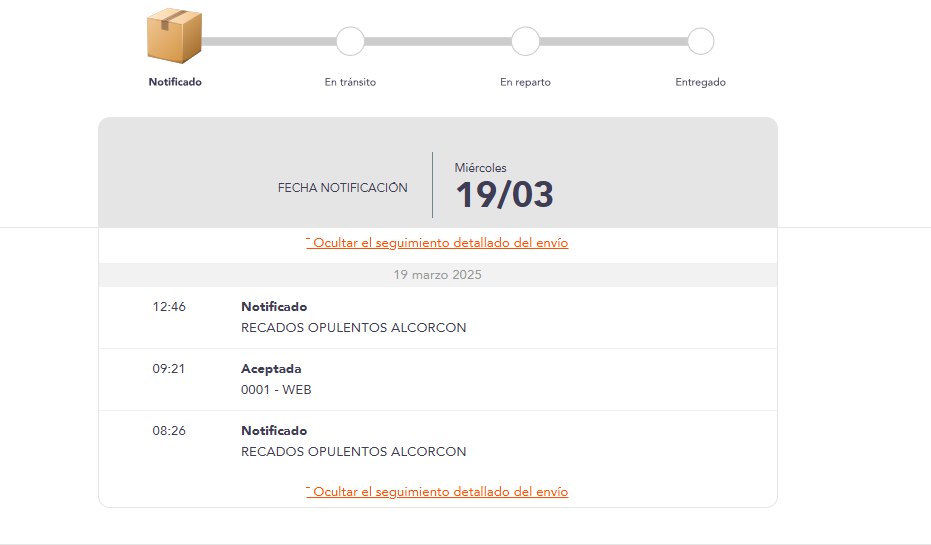 Notificado
En tránsito
En reparto
Entregado
FECHA NOTIFICACIÓN
Miércoles
19/03
Ocultar el seguimiento detallado del envío
19 marzo 2025
12:46 Notificado
RECADOS OPULENTOS ALCORCON
09:21 Aceptada
0001 - WEB
08:26 Notificado
RECADOS OPULENTOS ALCORCON
Ocultar el seguimiento detallado del envío